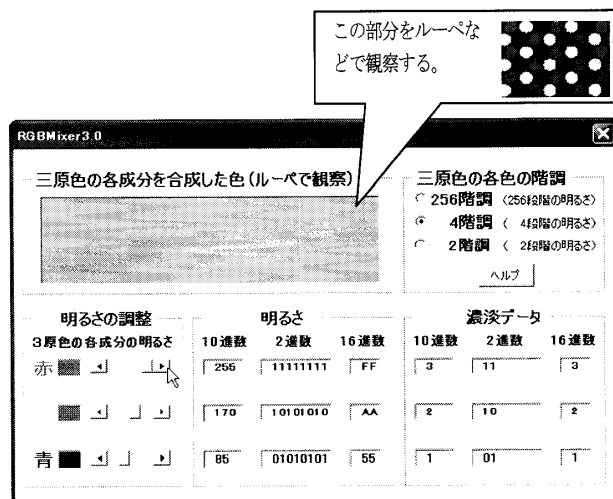 この部分をルーペな
どで観察する。
RGBMixer3.0
三原色の各成分を合成した色(ルーペで観察)
三原色の各色の階調
256階調 (256段階の明るさ)
4階調 ( 4段階の明るさ)
2階調 ( 2段階の明るさ)
ヘルプ
明るさの調整
3原色の各成分の明るさ
明るさ
10進数 2進数 16進数
濃淡データ
10進数 2進数 16進数
赤 255 11111111 FF 3 11 3
170 10101010 AA 2 10 2
青 85 01010101 55 1 01 1